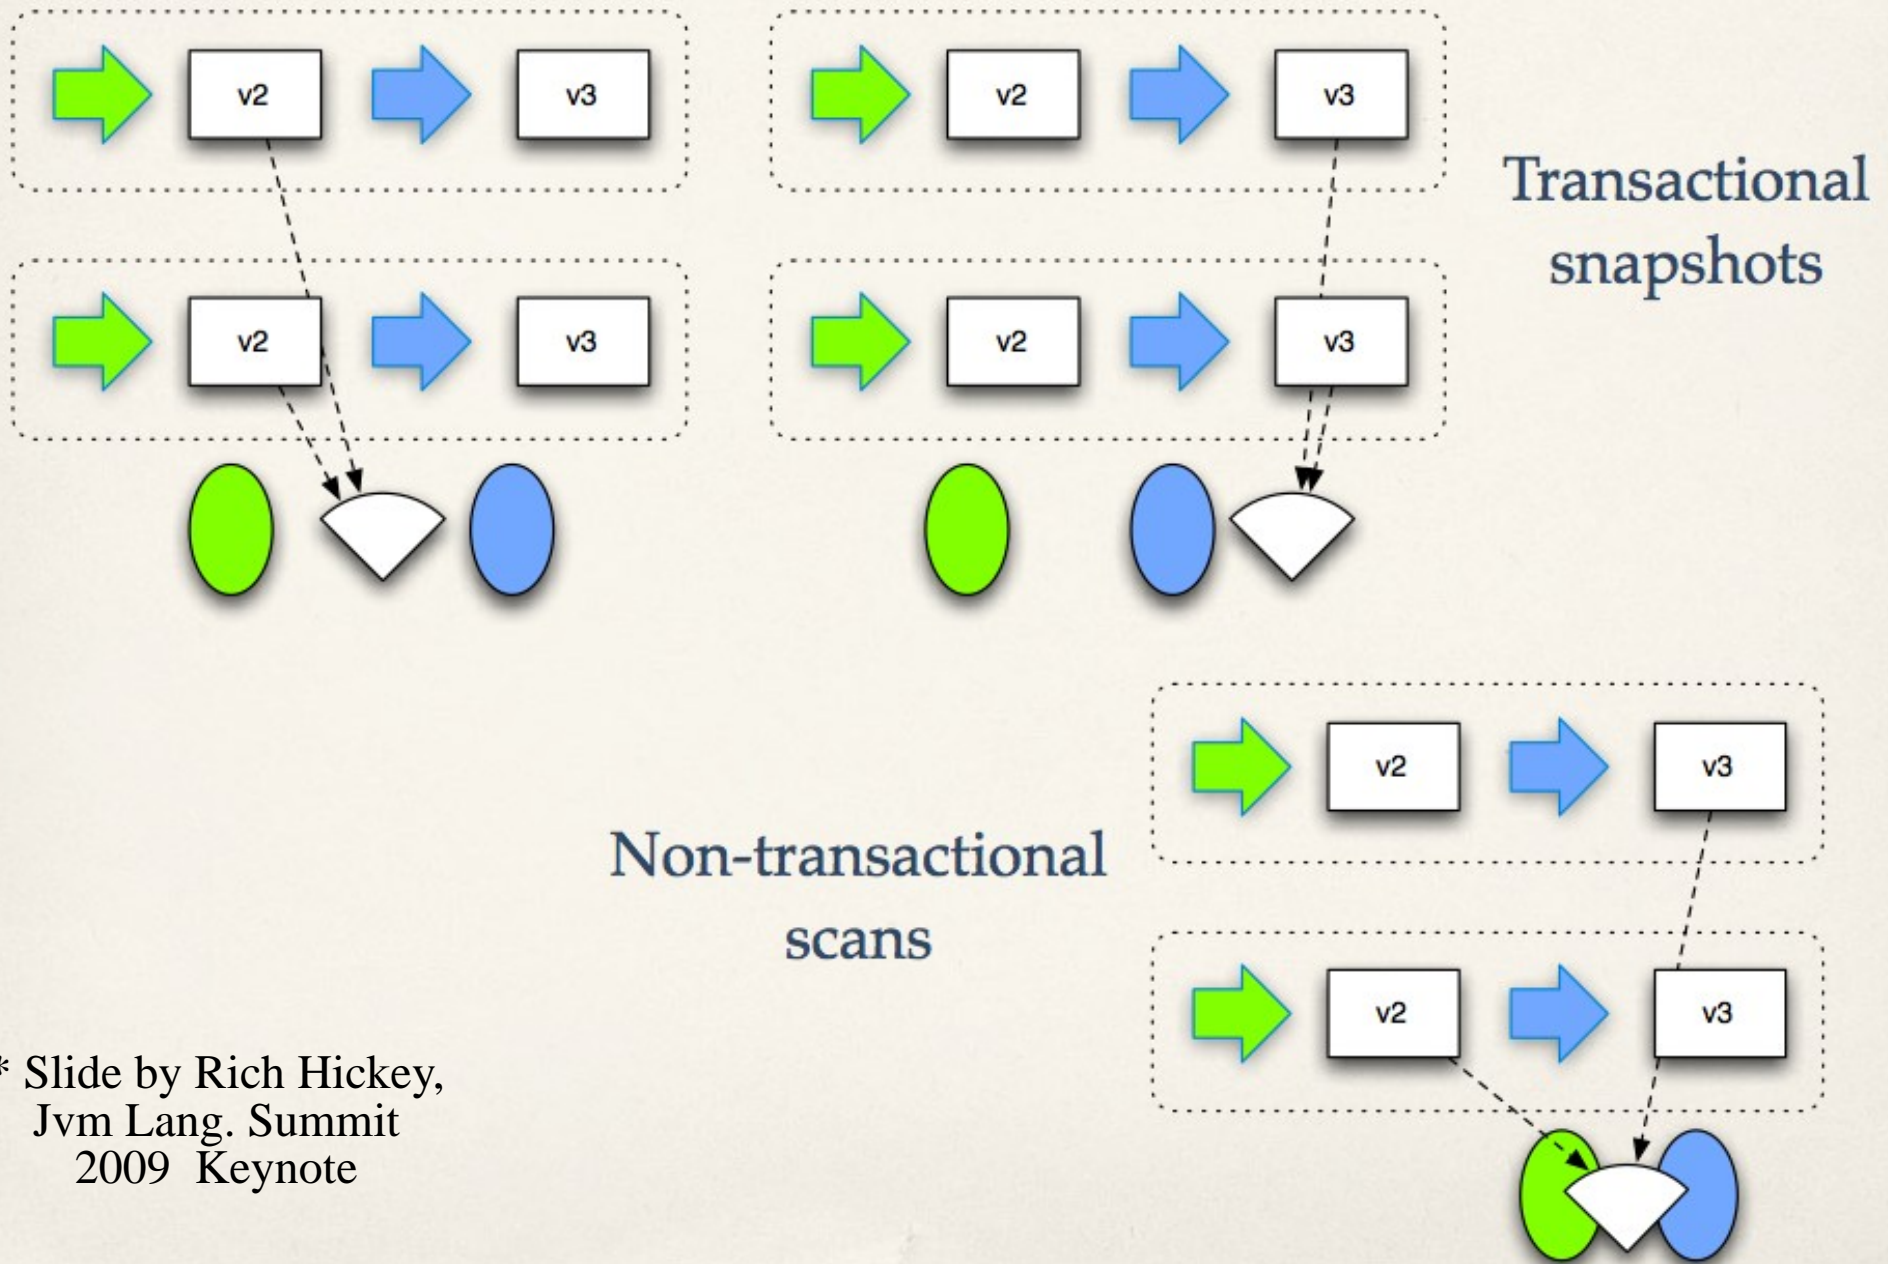 v2 v3 v2 v3
Transactional
snapshots
v2 v3 v2 v3
v2 v3
Non-transactional
scans
v2 v3
* Slide by Rich Hickey,
Jvm Lang. Summit
2009 Keynote